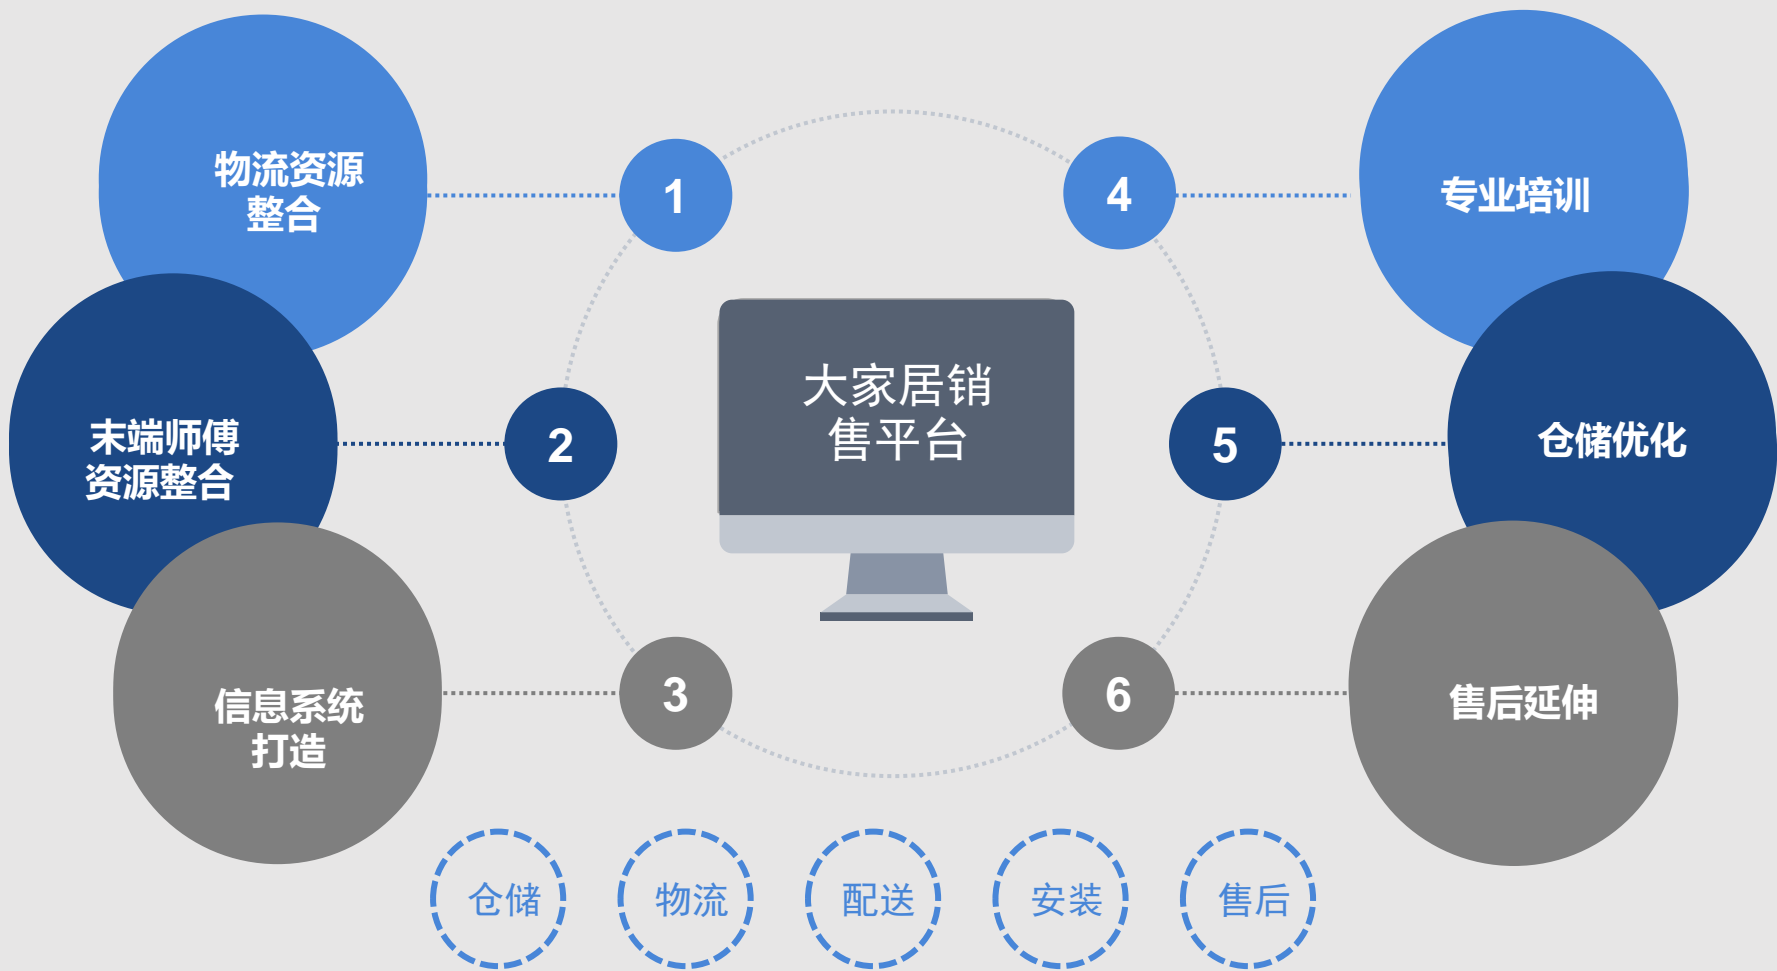 物流资源
整合
1
末端师傅
资源整合
2
信息系统
打造
3
大家居销
售平台
4
专业培训
5
仓储优化
6
售后延伸
仓储
物流
配送
安装
售后